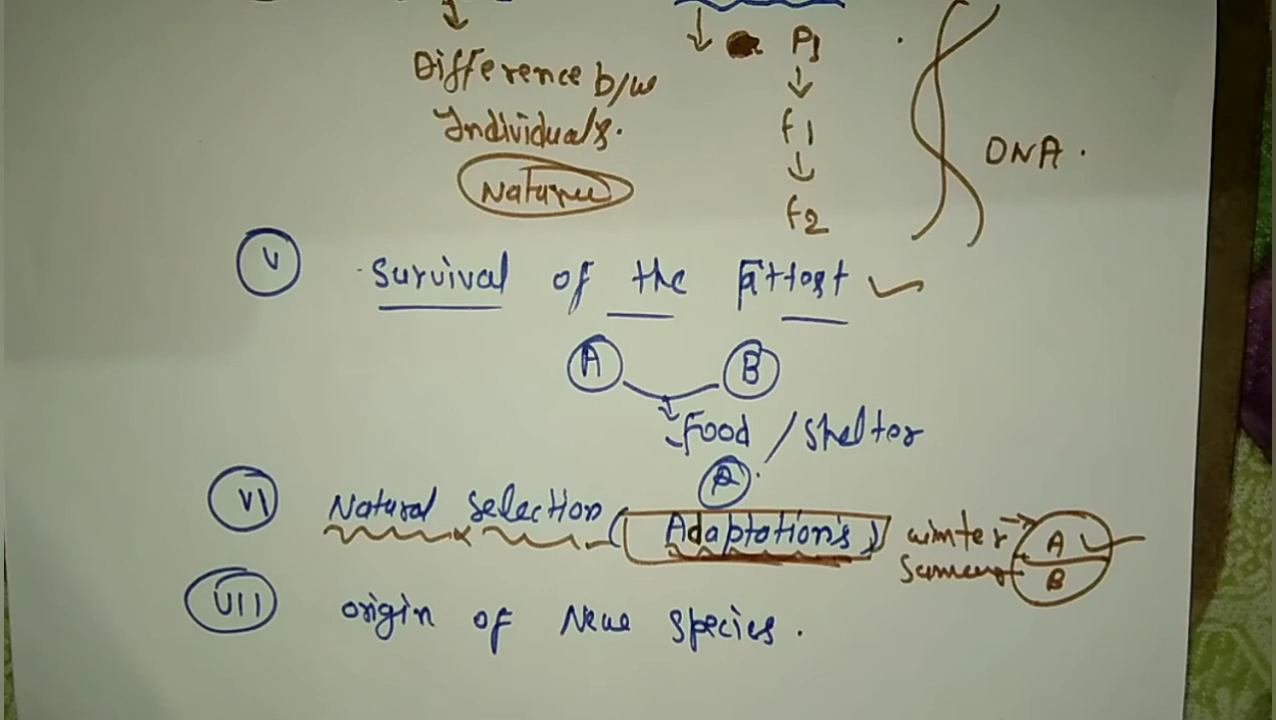 Difference b/w
Individuals.
Nature
P1
F1
F2
DNA.
V Survival of the Fittest
A B
Food / Shelter
A
VI Natural Selection (Adaptation's)
winter A
Summer B
VII origin of New Species.